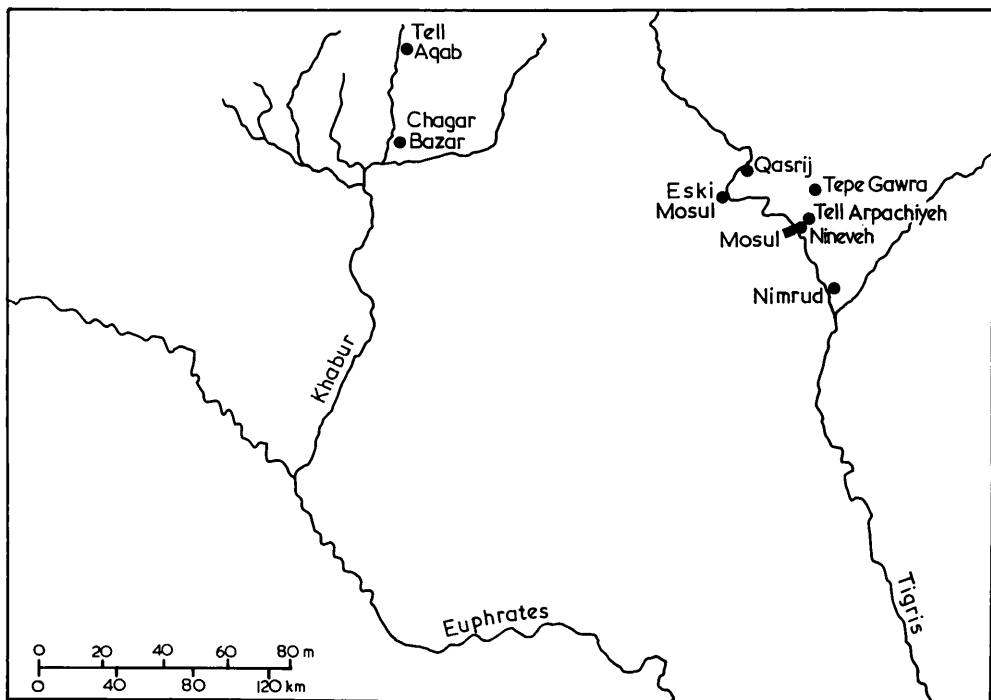 Tell
Aqab
Chagar
Bazar
Qasrij
Tepe Gawra
Eski
Mosul
Tell Arpachiyeh
Mosul
Nineveh
Nimrud
Khabur
Euphrates
Tigris
0 20 40 60 80 m
0 40 80 120 km